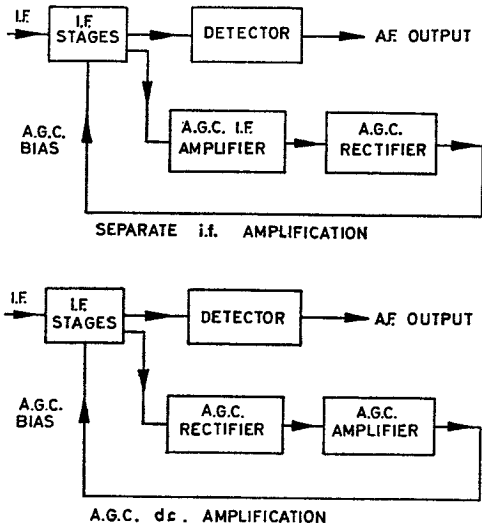 I.F.
I.F.
STAGES
DETECTOR
A.F. OUTPUT
A.G.C.
BIAS
A.G.C. I.F.
AMPLIFIER
A.G.C.
RECTIFIER
SEPARATE i.f. AMPLIFICATION
I.F.
I.F.
STAGES
DETECTOR
A.F. OUTPUT
A.G.C.
BIAS
A.G.C.
RECTIFIER
A.G.C.
AMPLIFIER
A.G.C. d.c. AMPLIFICATION